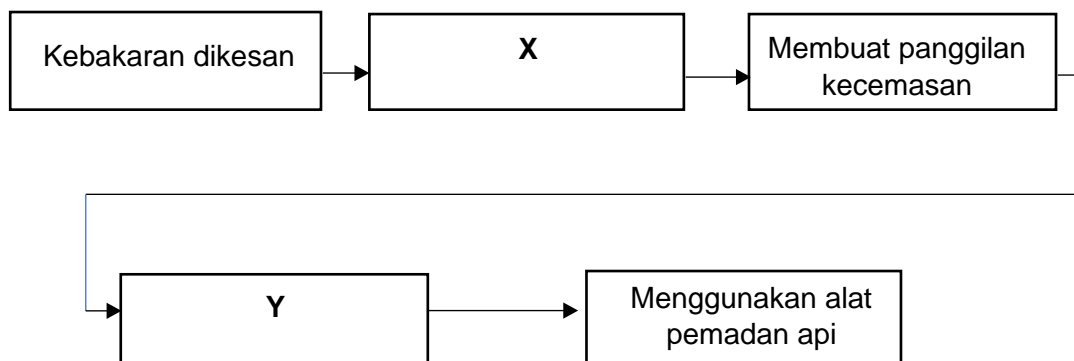 Kebakaran dikesan
X
Membuat panggilan
kecemasan
Y
Menggunakan alat
pemadan api